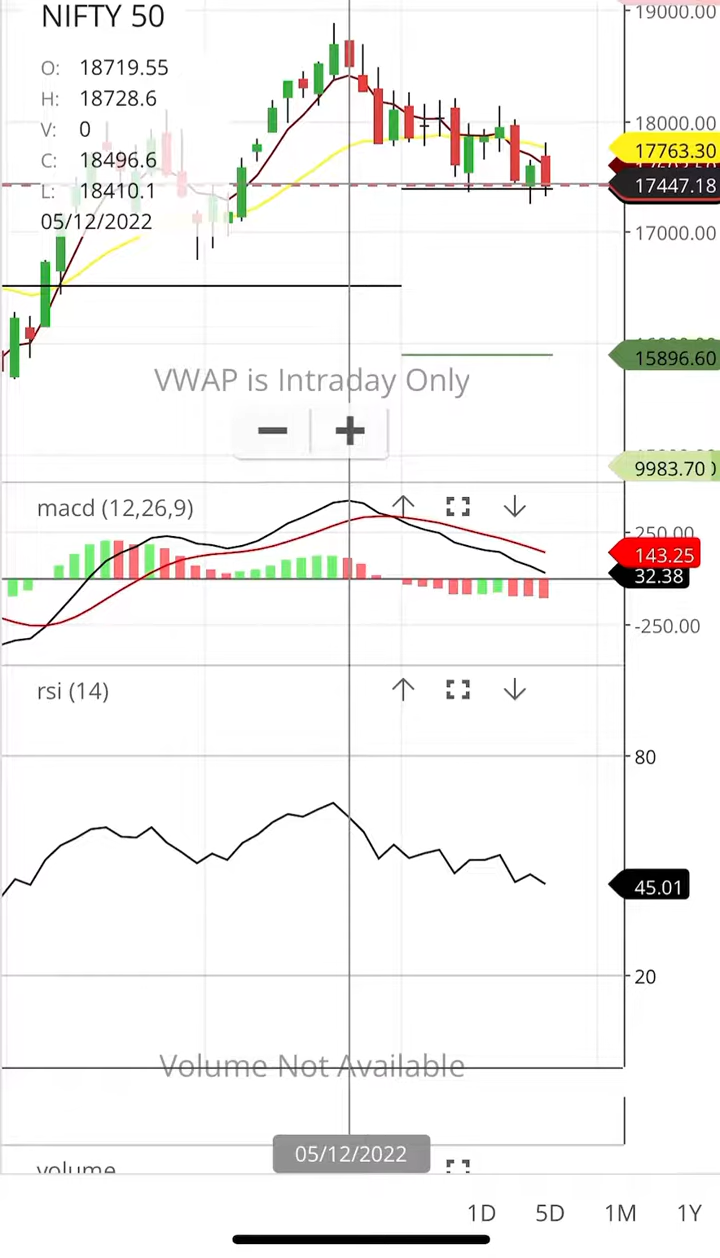 NIFTY 50
O: 18719.55
H: 18728.6
V: 0
C: 18496.6
L: 18410.1
05/12/2022
19000.00
18000.00
17763.30
17447.18
17000.00
15896.60
9983.70
VWAP is Intraday Only
macd (12,26,9)
250.00
143.25
32.38
-250.00
rsi (14)
80
45.01
20
Volume Not Available
05/12/2022
volume
1D 5D 1M 1Y